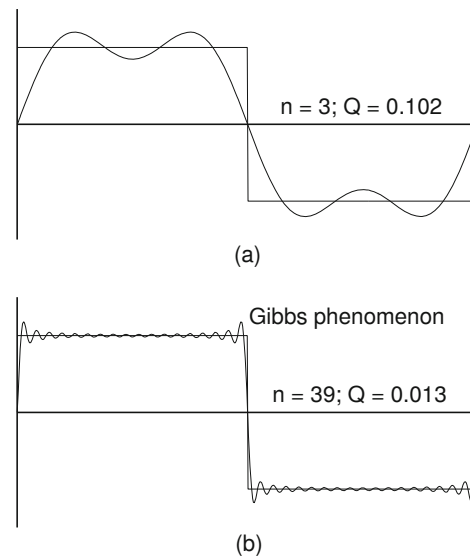 n = 3; Q = 0.102
(a)
Gibbs phenomenon
n = 39; Q = 0.013
(b)